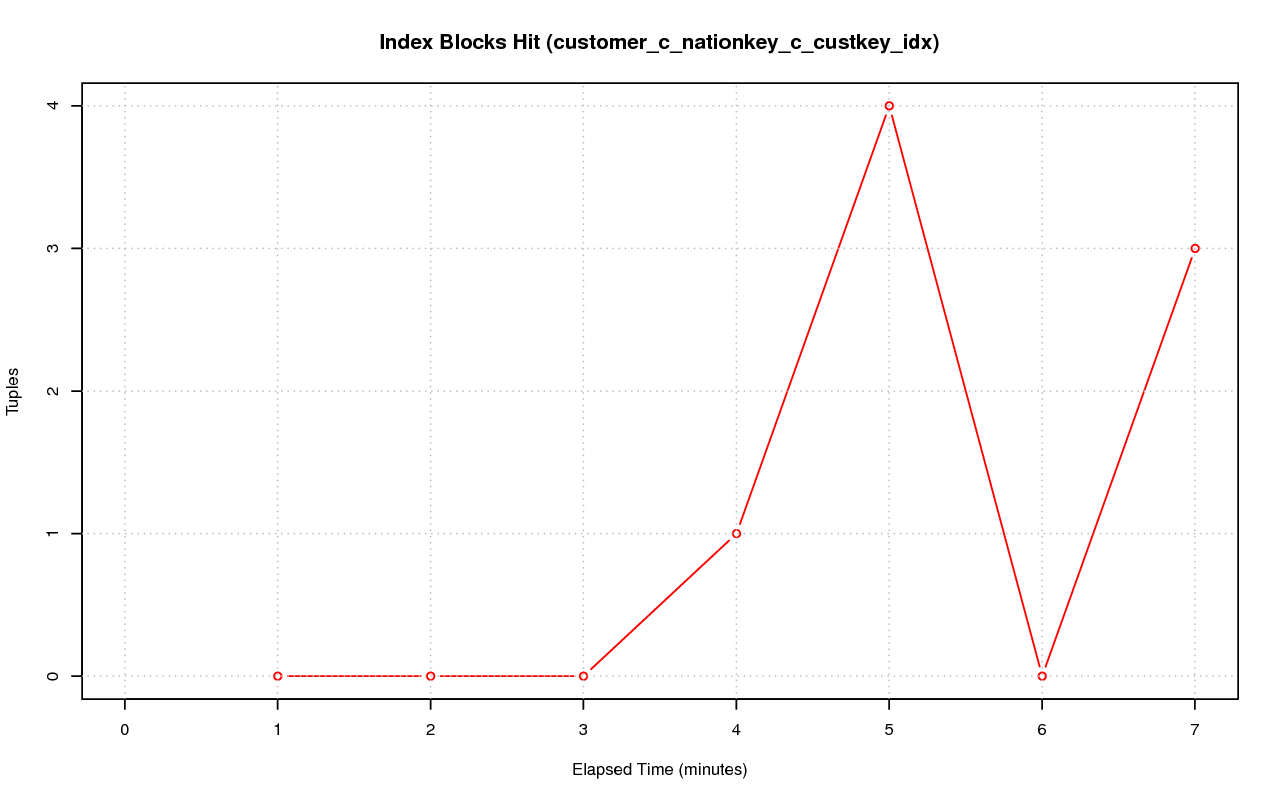 Index Blocks Hit (customer_c_nationkey_c_custkey_idx)
4
3
2
1
0
Tuples
0 1 2 3 4 5 6 7
Elapsed Time (minutes)